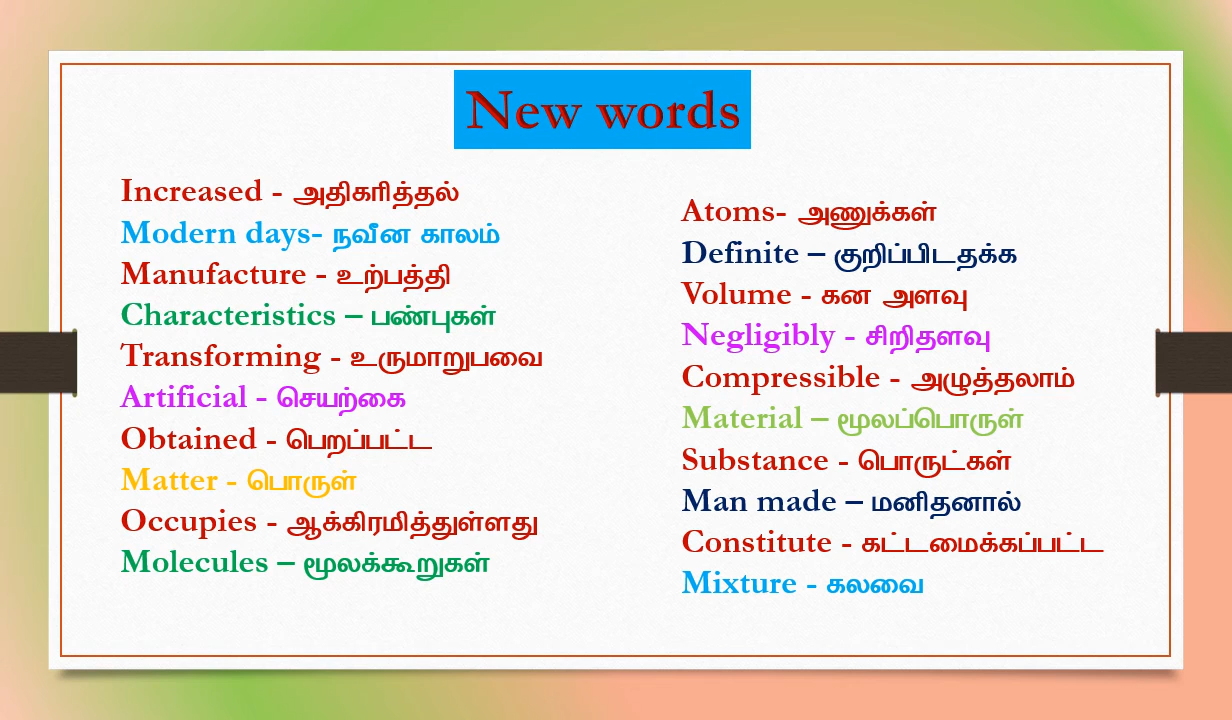 New words
Increased - அதிகரித்தல்
Modern days- நவீன காலம்
Manufacture - உற்பத்தி
Characteristics – பண்புகள்
Transforming - உருமாறுபவை
Artificial - செயற்கை
Obtained - பெறப்பட்ட
Matter - பொருள்
Occupies - ஆக்கிரமித்துள்ளது
Molecules – மூலக்கூறுகள்
Atoms- அணுக்கள்
Definite – குறிப்பிடதக்க
Volume - கன அளவு
Negligibly - சிறிதளவு
Compressible - அழுத்தலாம்
Material – மூலப்பொருள்
Substance - பொருட்கள்
Man made – மனிதனால்
Constitute - கட்டமைக்கப்பட்ட
Mixture - கலவை